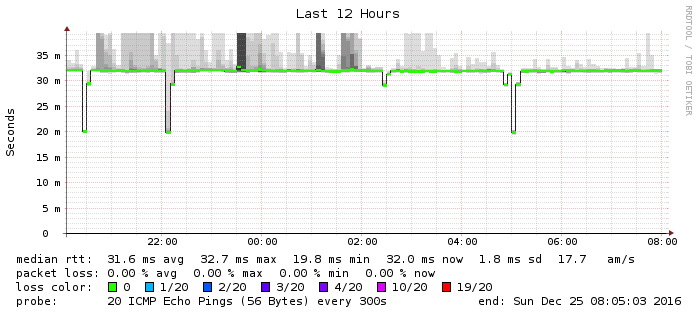 Last 12 Hours
RRDTOOL / TOBI OETIKER
Seconds
35 m
30 m
25 m
20 m
15 m
10 m
5 m
0
22:00 00:00 02:00 04:00 06:00 08:00
median rtt: 31.6 ms avg 32.7 ms max 19.8 ms min 32.0 ms now 1.8 ms sd 17.7 am/s
packet loss: 0.00 % avg 0.00 % max 0.00 % min 0.00 % now
loss color: 0 1/20 2/20 3/20 4/20 10/20 19/20
probe: 20 ICMP Echo Pings (56 Bytes) every 300s end: Sun Dec 25 08:05:03 2016